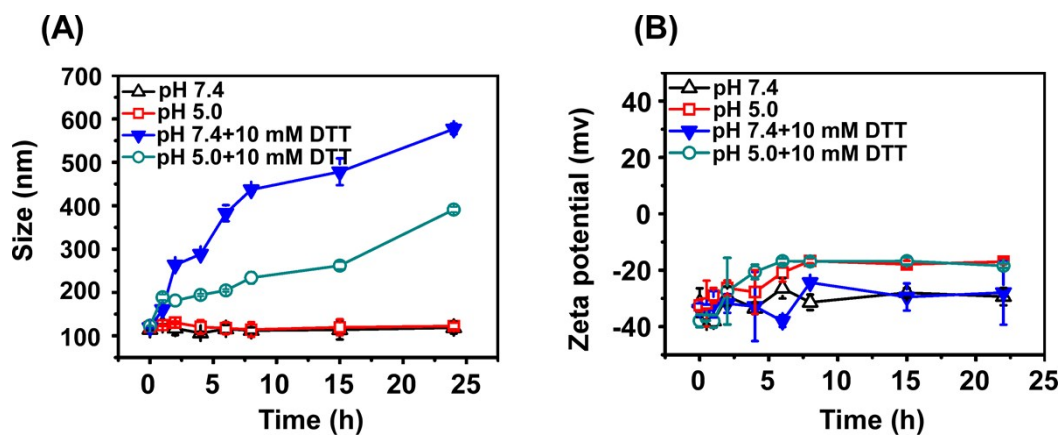 (A)
700
600
500
400
300
200
100
0 5 10 15 20 25
Size (nm)
Time (h)
pH 7.4
pH 5.0
pH 7.4+10 mM DTT
pH 5.0+10 mM DTT
(B)
40
20
0
-20
-40
0 5 10 15 20 25
Zeta potential (mv)
Time (h)
pH 7.4
pH 5.0
pH 7.4+10 mM DTT
pH 5.0+10 mM DTT